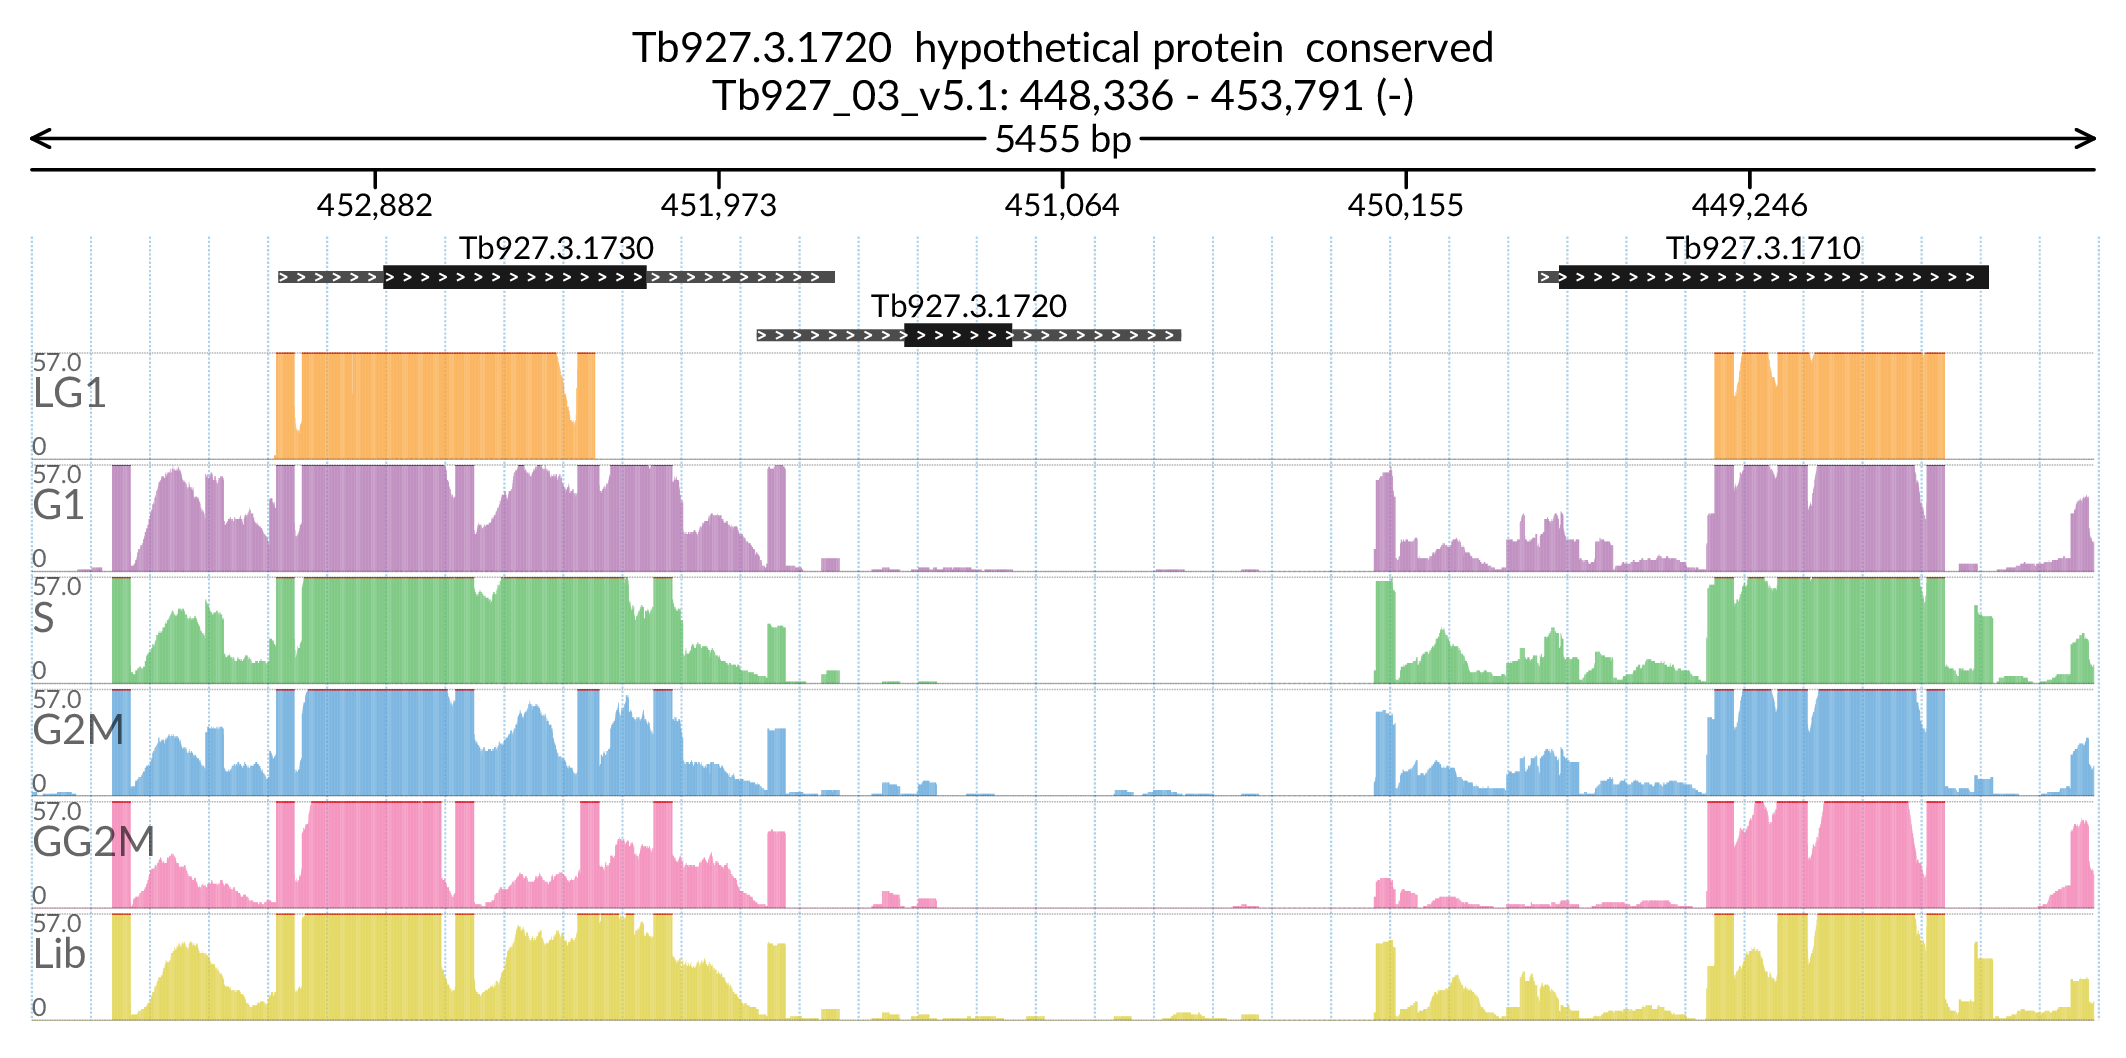 Tb927.3.1720 hypothetical protein conserved
Tb927_03_v5.1: 448,336 - 453,791 (-)
5455 bp
452,882 451,973 451,064 450,155 449,246
Tb927.3.1730 Tb927.3.1710
Tb927.3.1720
57.0
LG1
0
57.0
G1
0
57.0
S
0
57.0
G2M
0
57.0
GG2M
0
57.0
Lib
0